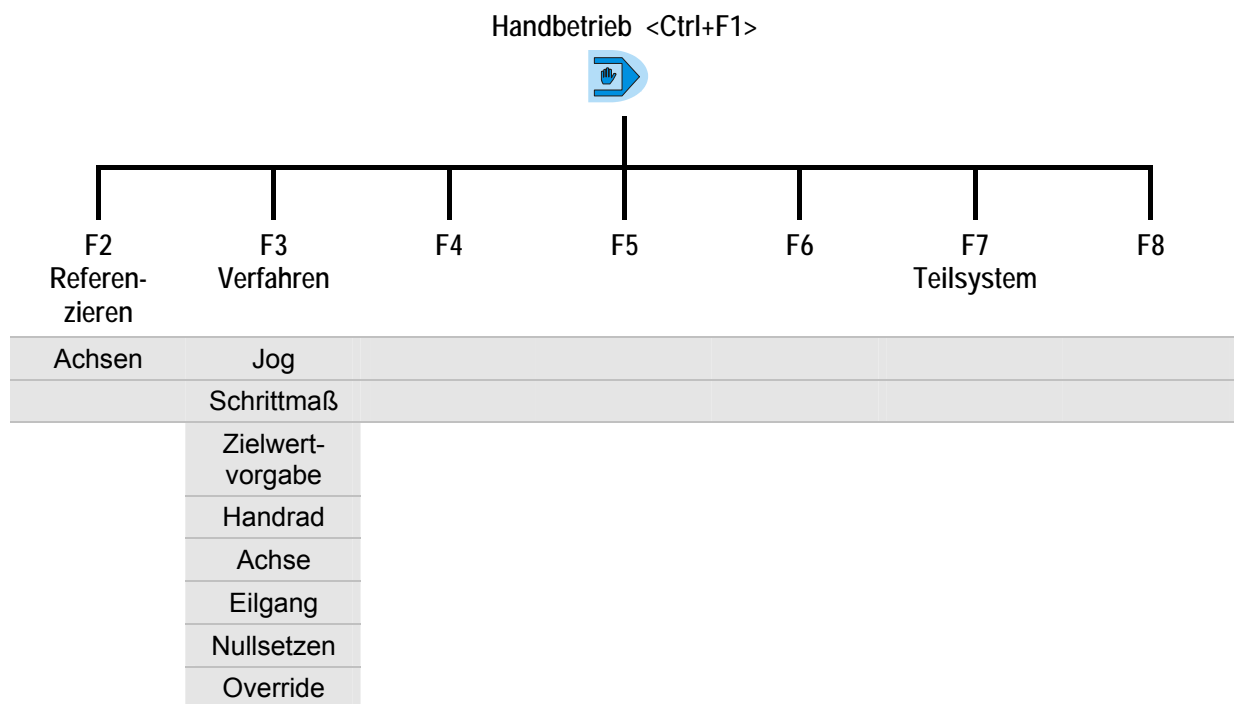 Handbetrieb <Ctrl+F1>
F2 F3 F4 F5 F6 F7 F8
Referen- Verfahren Teilsystem
zieren
Achsen Jog
Schrittmaß
Zielwert-
vorgabe
Handrad
Achse
Eilgang
Nullsetzen
Override